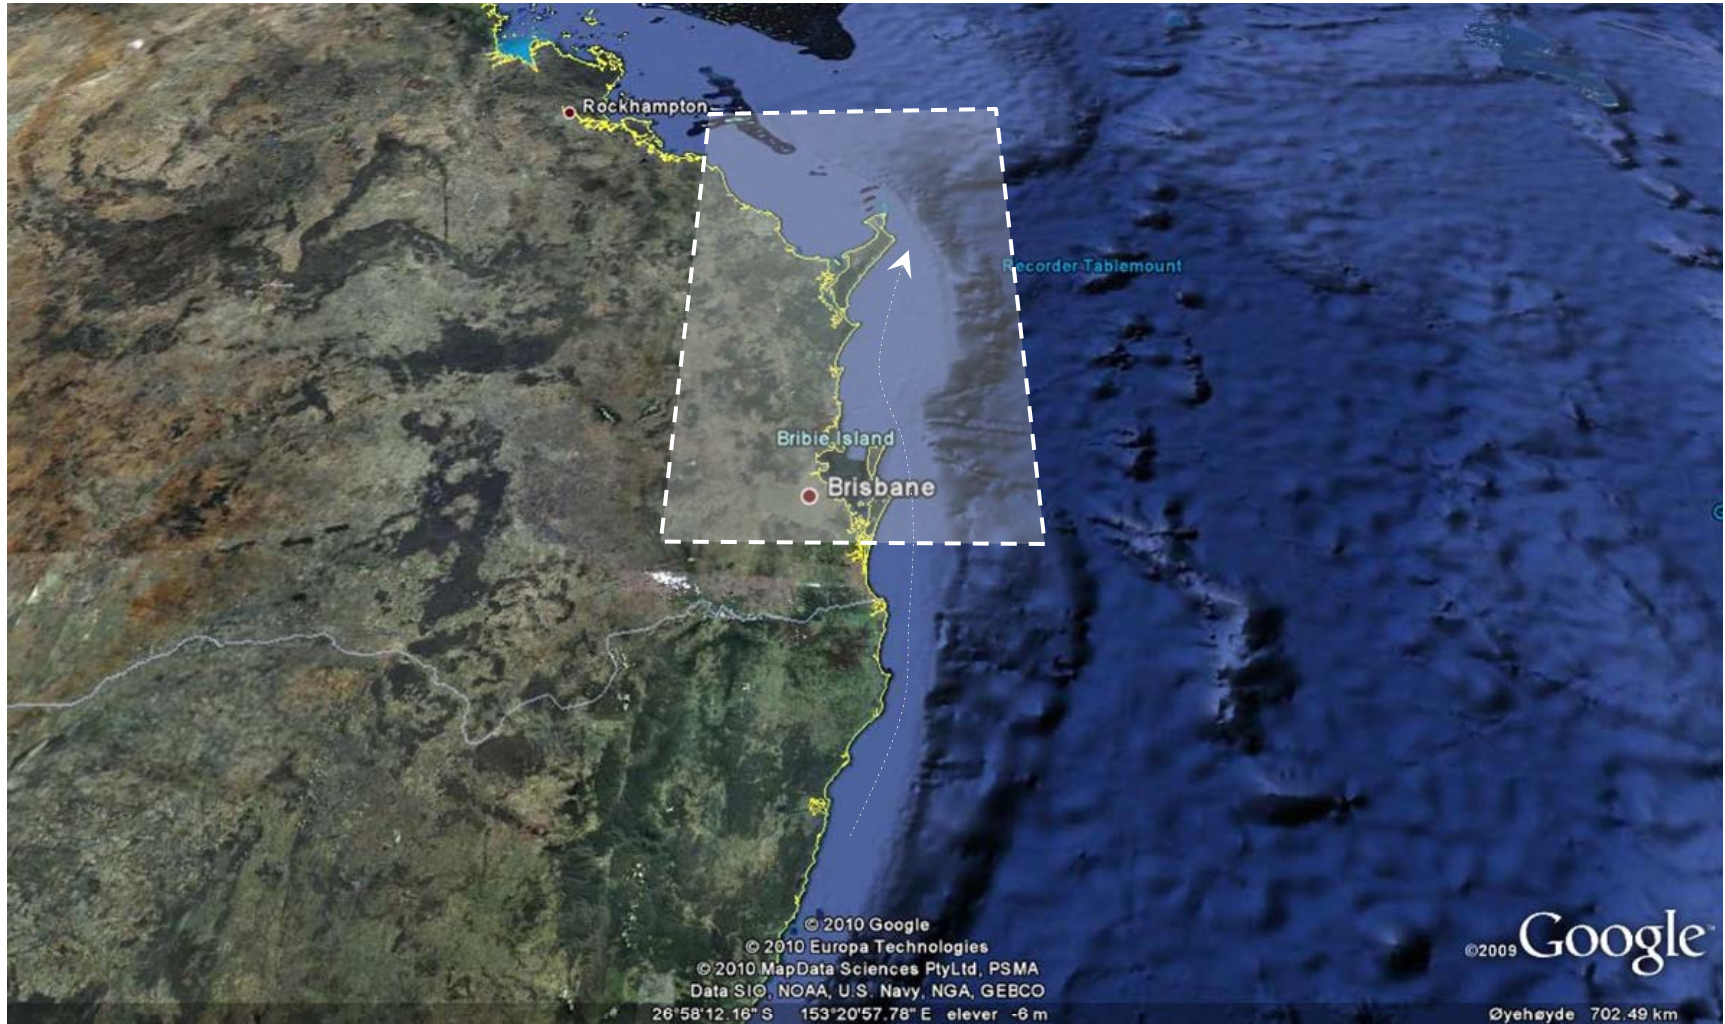 Rockhampton
Recorder Tablemount
Bribie Island
Brisbane
G
© 2010 Google
© 2010 Europa Technologies
© 2010 MapData Sciences PtyLtd, PSMA
Data SIO, NOAA, U.S. Navy, NGA, GEBCO
©2009 Google™
26°58'12.16" S 153°20'57.78" E elever -6 m
Øyehøyde 702.49 km